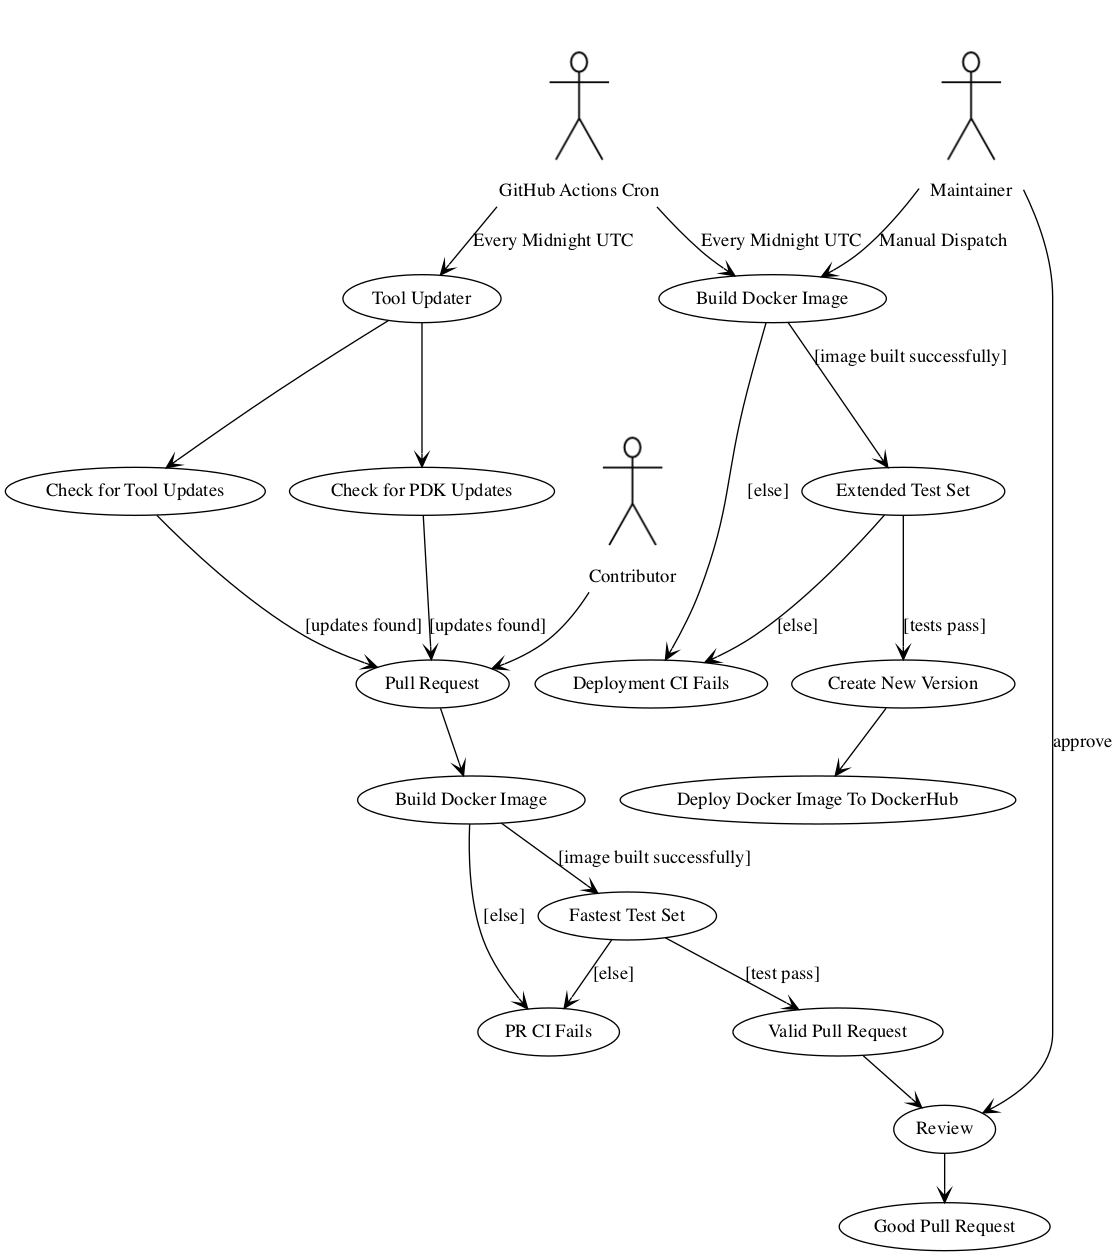 GitHub Actions Cron
Maintainer
Every Midnight UTC
Every Midnight UTC
Manual Dispatch
Tool Updater
Build Docker Image
[image built successfully]
Check for Tool Updates
Check for PDK Updates
[else]
Extended Test Set
Contributor
[updates found]
[updates found]
[else]
[tests pass]
Pull Request
Deployment CI Fails
Create New Version
approve
Build Docker Image
Deploy Docker Image To DockerHub
[image built successfully]
[else]
Fastest Test Set
[else]
[test pass]
PR CI Fails
Valid Pull Request
Review
Good Pull Request